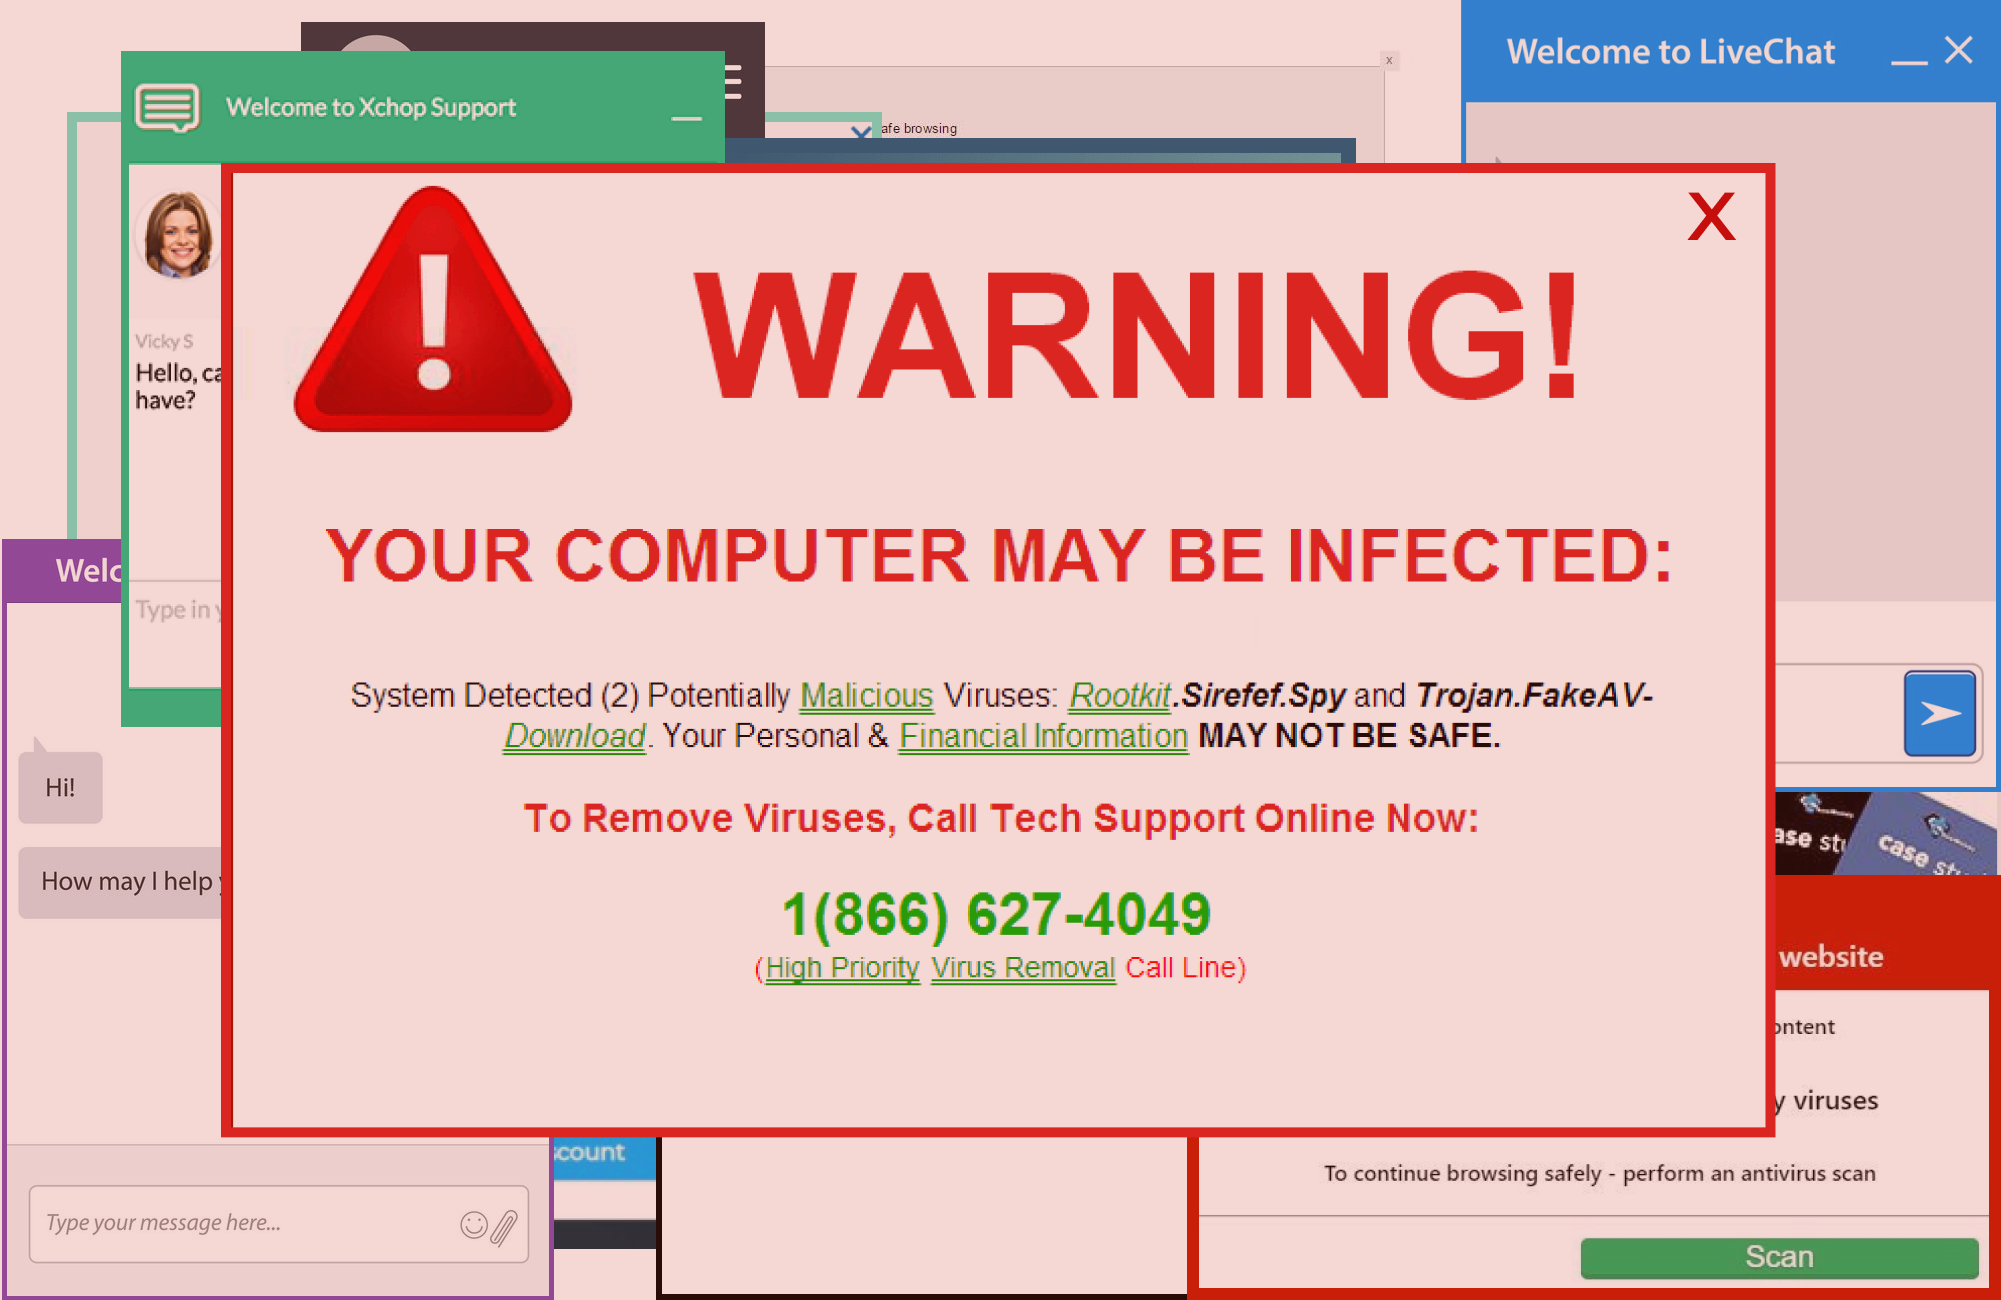 Welcome to LiveChat
Welcome to Xchop Support
x
afe browsing
X
WARNING!
Vicky S
Hello, ca
have?
YOUR COMPUTER MAY BE INFECTED:
Welc
Type in y
System Detected (2) Potentially Malicious Viruses: Rootkit.Sirefef.Spy and Trojan.FakeAV-
Download. Your Personal & Financial Information MAY NOT BE SAFE.
Hi!
To Remove Viruses, Call Tech Support Online Now:
ase stu
case stu
How may I help y
1(866) 627-4049
(High Priority Virus Removal Call Line)
website
ontent
y viruses
count
To continue browsing safely - perform an antivirus scan
Type your message here...
Scan